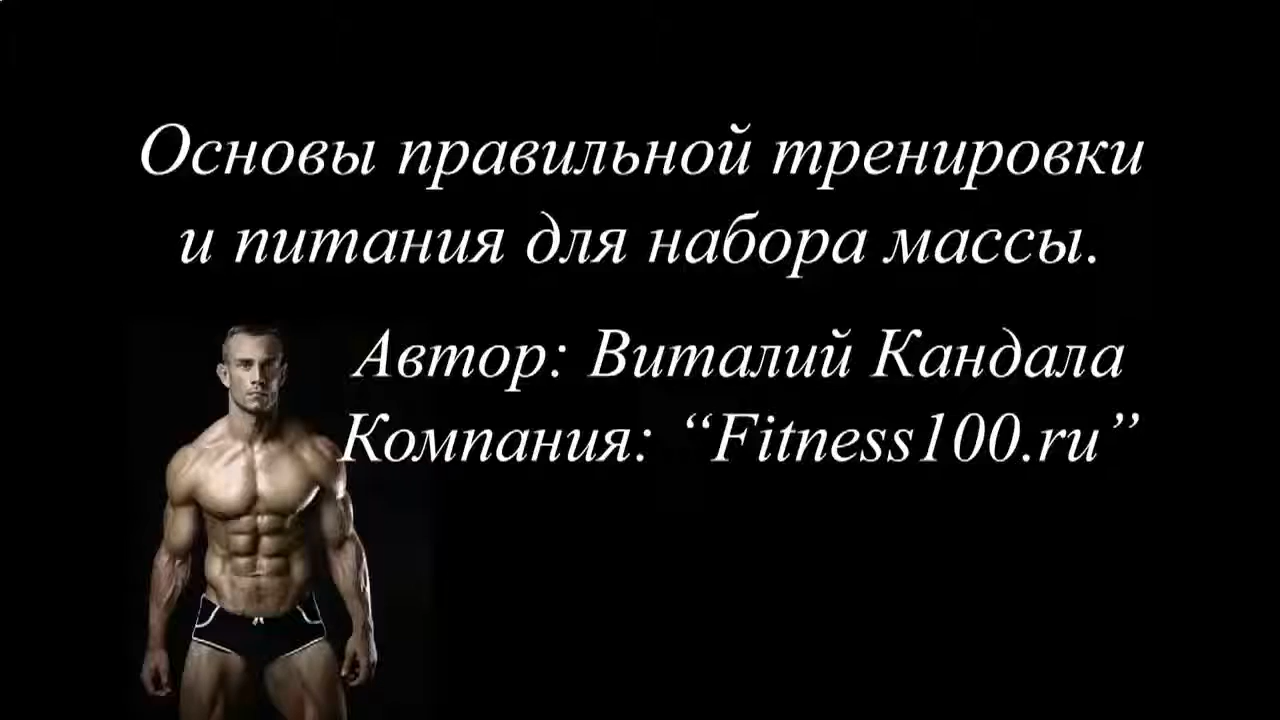 Основы правильной тренировки
и питания для набора массы.
Автор: Виталий Кандала
Компания: “Fitness100.ru”